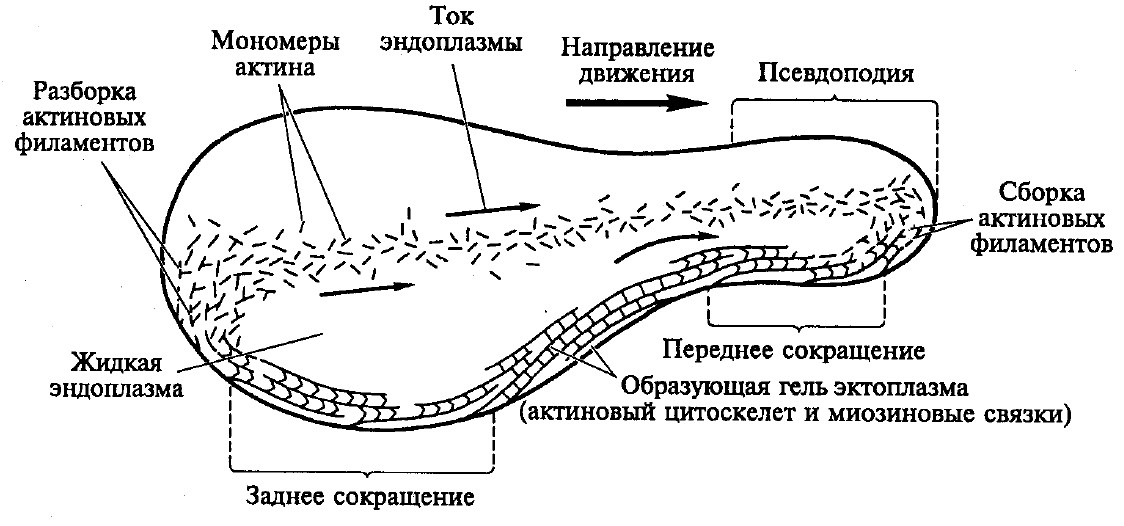 Ток
эндоплазмы
Мономеры
актина
Направление
движения
Псевдоподия
Разборка
актиновых
филаментов
Сборка
актиновых
филаментов
Жидкая
эндоплазма
Переднее сокращение
Образующая гель эктоплазма
(актиновый цитоскелет и миозиновые связки)
Заднее сокращение